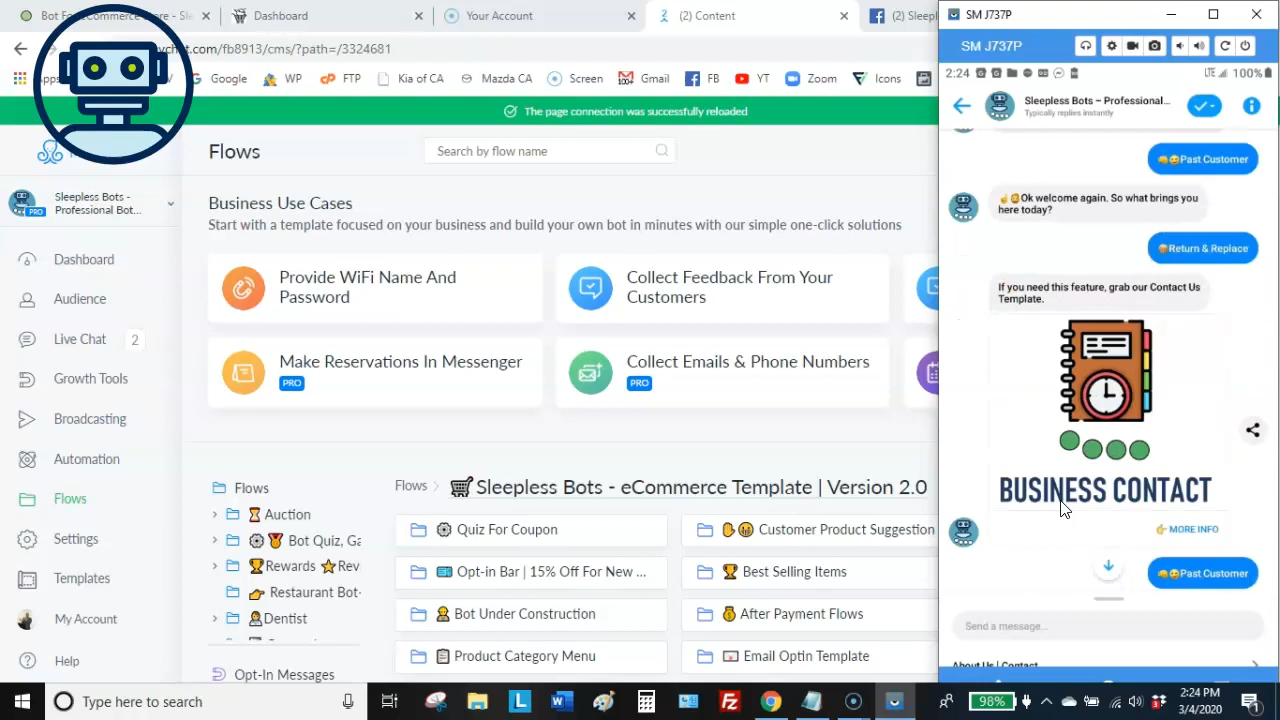 Bot For eCommerce Store - Sl
Dashboard
Your Account
(2) Content
(2) Sleepl
ychat.com/fb8913/cms/?path=/3324681
Google
WP
FTP
Kia of CA
Mazda CA
Screen
Gmail
FB
YT
Zoom
Icons
The page connection was successfully reloaded
Flows
Search by flow name
Sleepless Bots - Professional Bot...
PRO
Dashboard
Audience
Live Chat 2
Growth Tools
Broadcasting
Automation
Flows
Settings
Templates
My Account
Help
Business Use Cases
Start with a template focused on your business and build your own bot in minutes with our simple one-click solutions
Provide WiFi Name And
Password
Collect Feedback From Your
Customers
Make Reservations In Messenger
PRO
Collect Emails & Phone Numbers
PRO
Flows
Auction
Bot Quiz, Ga
Rewards ⭐Rev
Restaurant Bot-
Dentist
Opt-In Messages
Flows > 🛒 Sleepless Bots - eCommerce Template | Version 2.0
Quiz For Coupon
Customer Product Suggestion
Opt-in Bar | 15% Off For New ...
Best Selling Items
Bot Under Construction
After Payment Flows
Product Category Menu
Email Optin Template
SM J737P
SM J737P
2:24
LTE
100%
Sleepless Bots – Professional...
Typically replies instantly
Past Customer
Ok welcome again. So what brings you
here today?
Return & Replace
If you need this feature, grab our Contact Us
Template.
BUSINESS CONTACT
👉 MORE INFO
Past Customer
Send a message...
About Us | Contact
Type here to search
98%
2:24 PM
3/4/2020